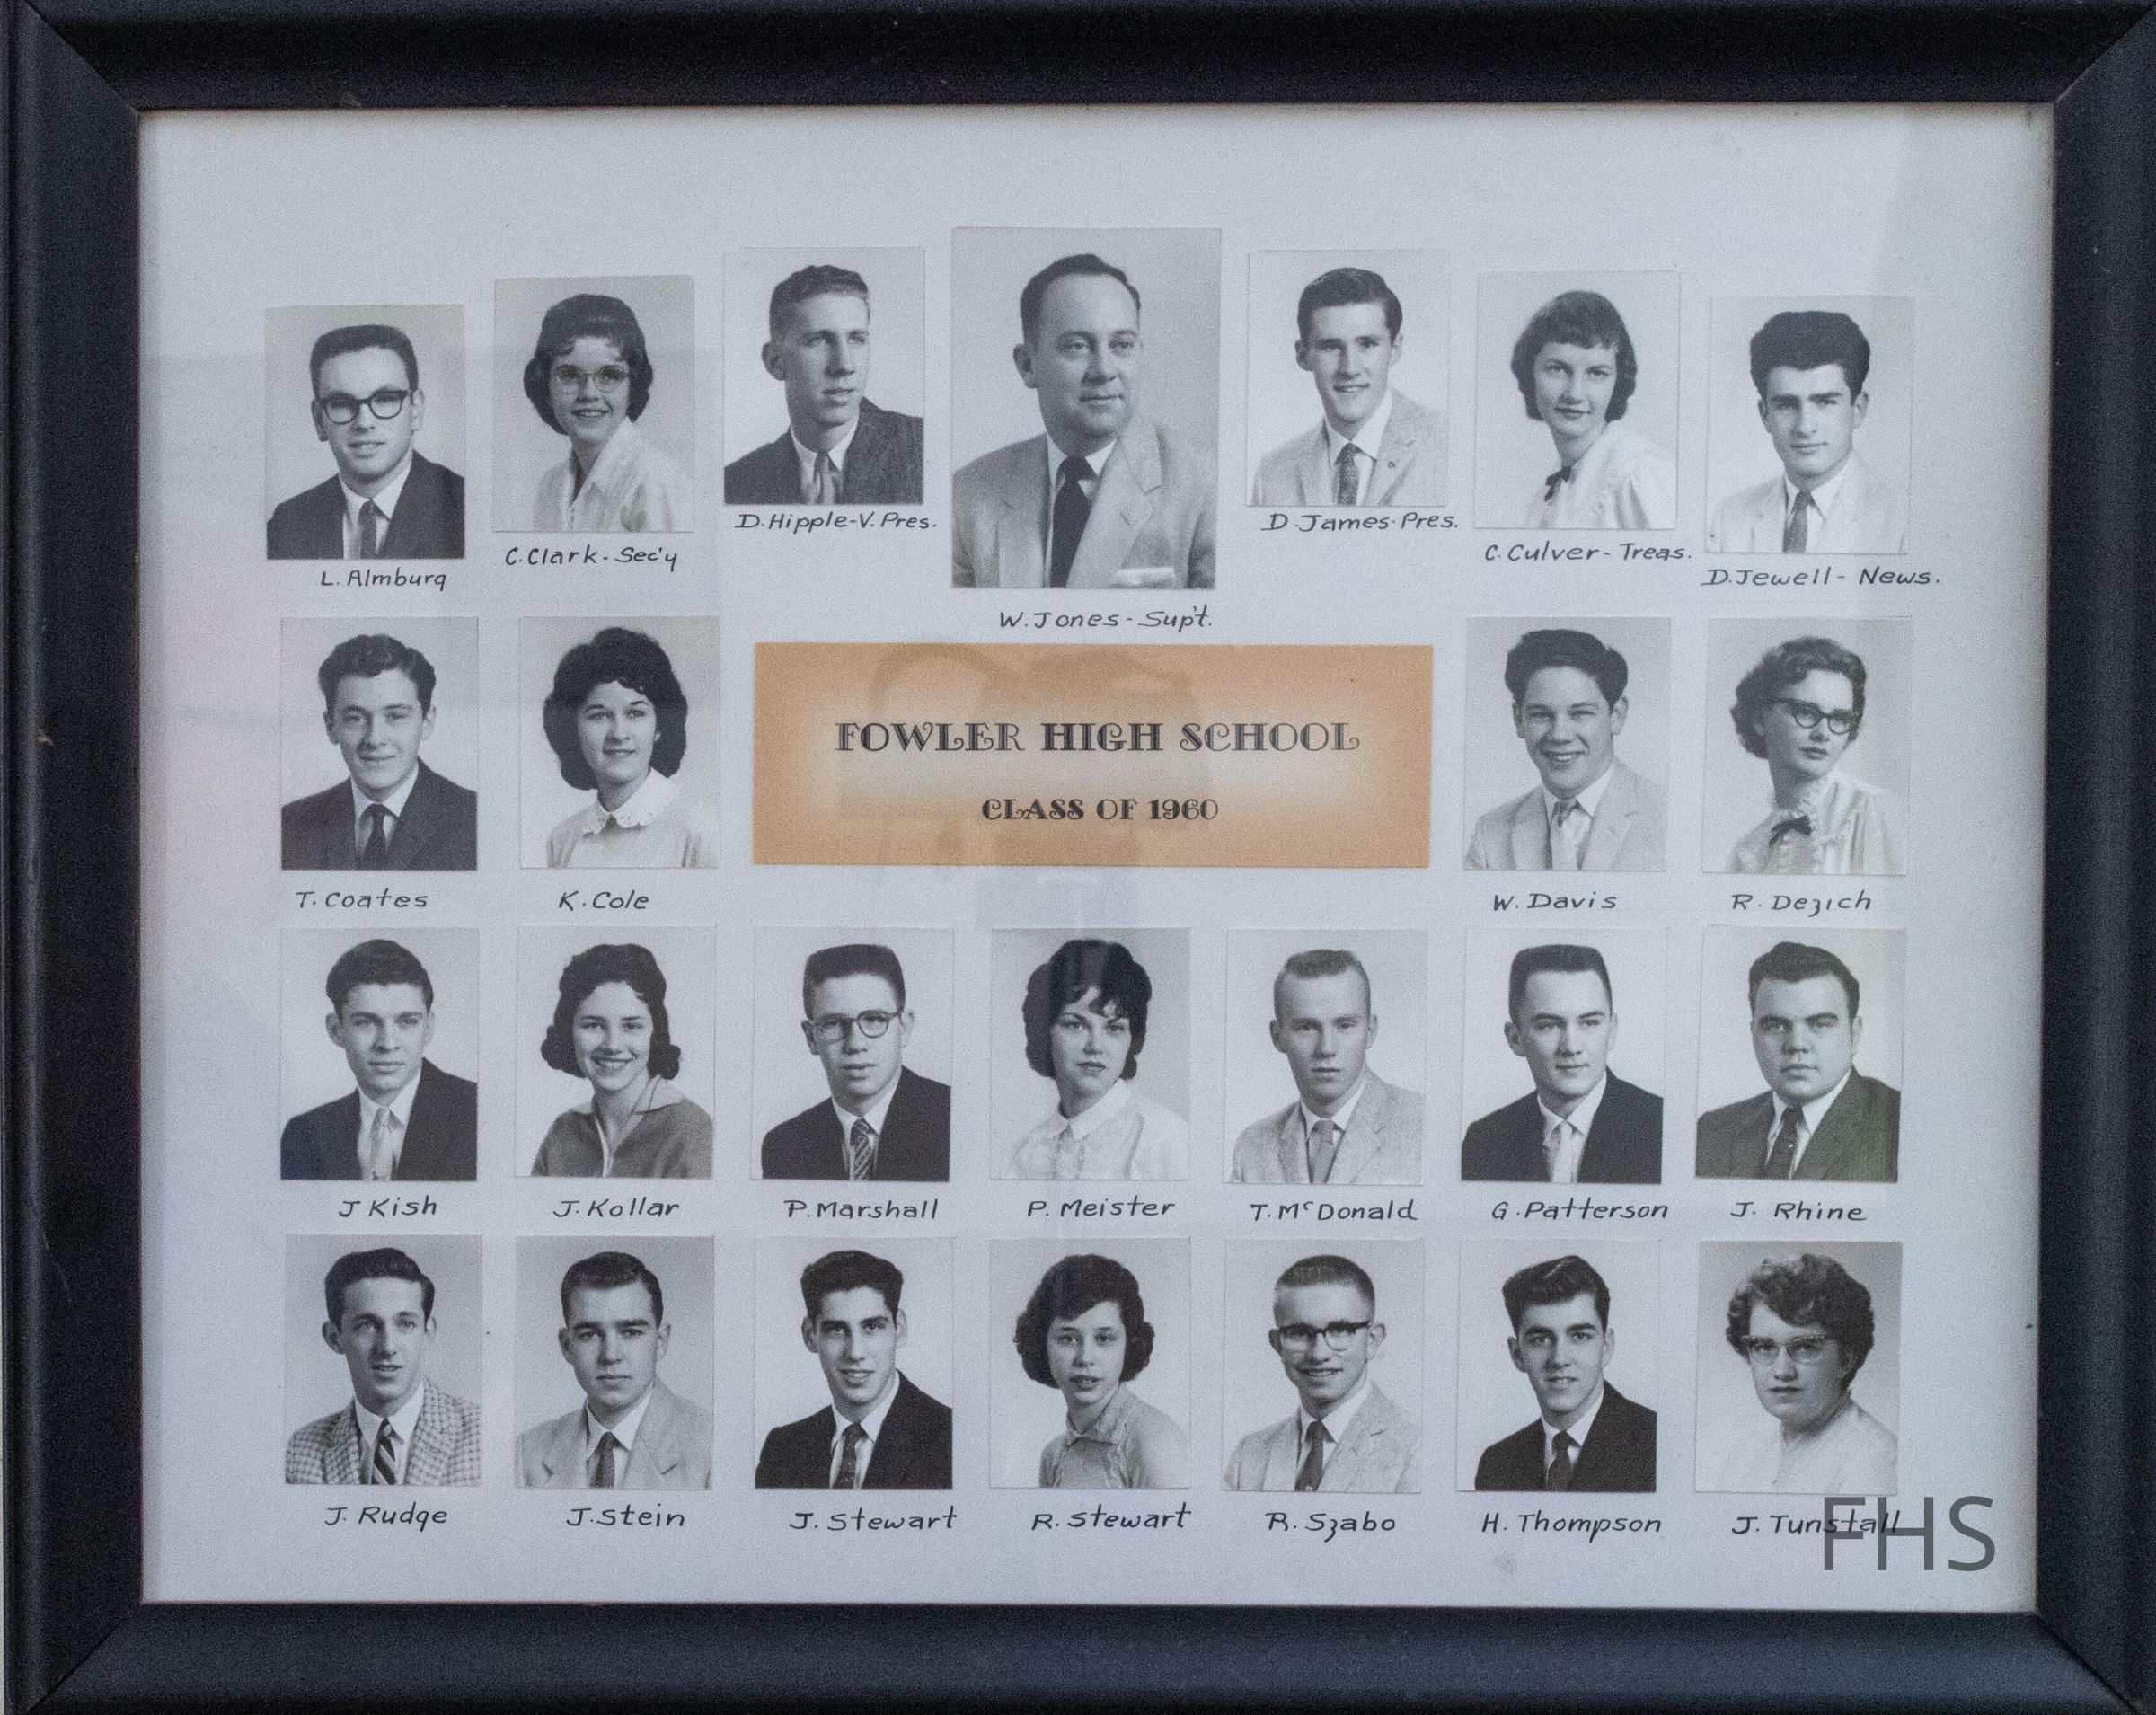 L. Almburg
C. Clark - Sec'y
D. Hipple - V. Pres.
W. Jones - Sup't.
D. James - Pres.
C. Culver - Treas.
D. Jewell - News.
T. Coates
K. Cole
FOWLER HIGH SCHOOL
CLASS OF 1960
W. Davis
R. Dezich
J Kish
J. Kollar
P. Marshall
P. Meister
T. McDonald
G. Patterson
J. Rhine
J. Rudge
J. Stein
J. Stewart
R. Stewart
R. Szabo
H. Thompson
J. Tunstall
FHS